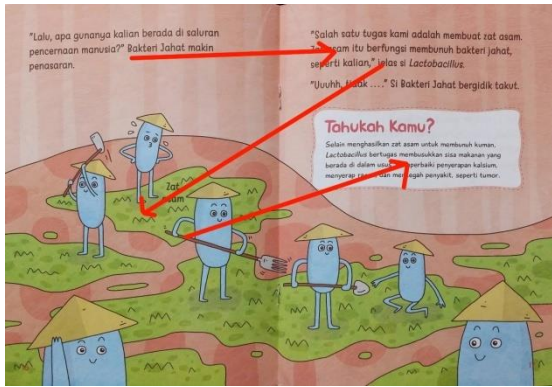 "Lalu, apa gunanya kalian berada di saluran
pencernaan manusia?" Bakteri Jahat makin
penasaran.
"Salah satu tugas kami adalah membuat zat asam.
asam itu berfungsi membunuh bakteri jahat,
seperti kalian," jelas si Lactobacillus.
"Uuuhh, tidak ...." Si Bakteri Jahat bergidik takut.
Tahukah Kamu?
Selain menghasilkan zat asam untuk membunuh kuman,
Lactobacillus bertugas membusukkan sisa makanan yang
berada di dalam usus, memperbaiki penyerapan kalsium,
menyerap dan mencegah penyakit, seperti tumor.
Zat
asam